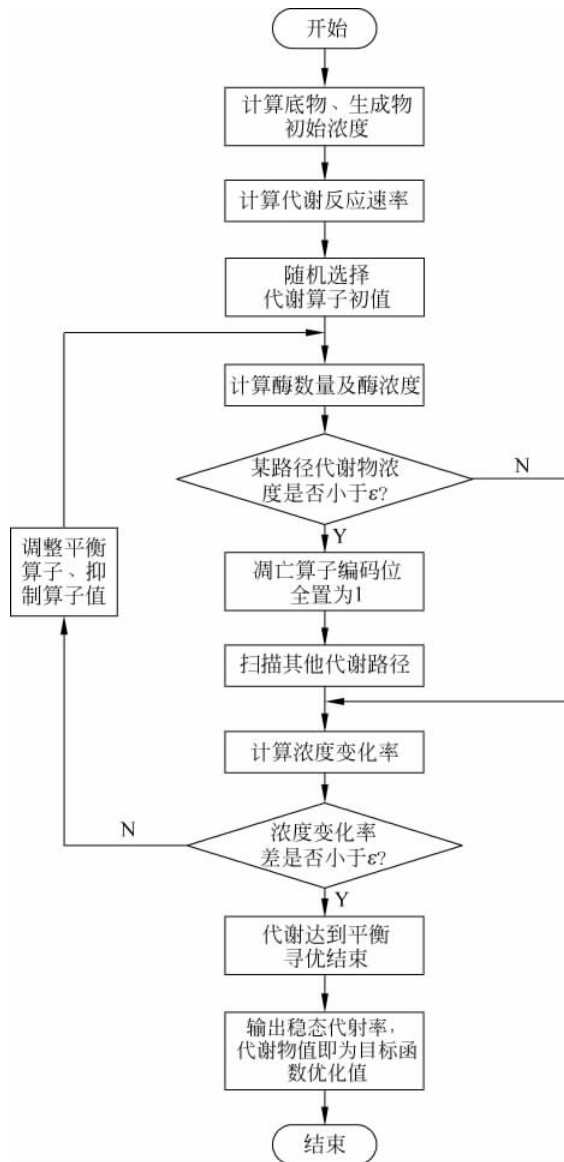 开始
计算底物、生成物
初始浓度
计算代谢反应速率
随机选择
代谢算子初值
计算酶数量及酶浓度
某路径代谢物浓
度是否小于ε?
N
Y
调整平衡
算子、抑
制算子值
凋亡算子编码位
全置为1
扫描其他代谢路径
计算浓度变化率
N
浓度变化率
差是否小于ε?
Y
代谢达到平衡
寻优结束
输出稳态代射率,
代谢物值即为目标函
数优化值
结束